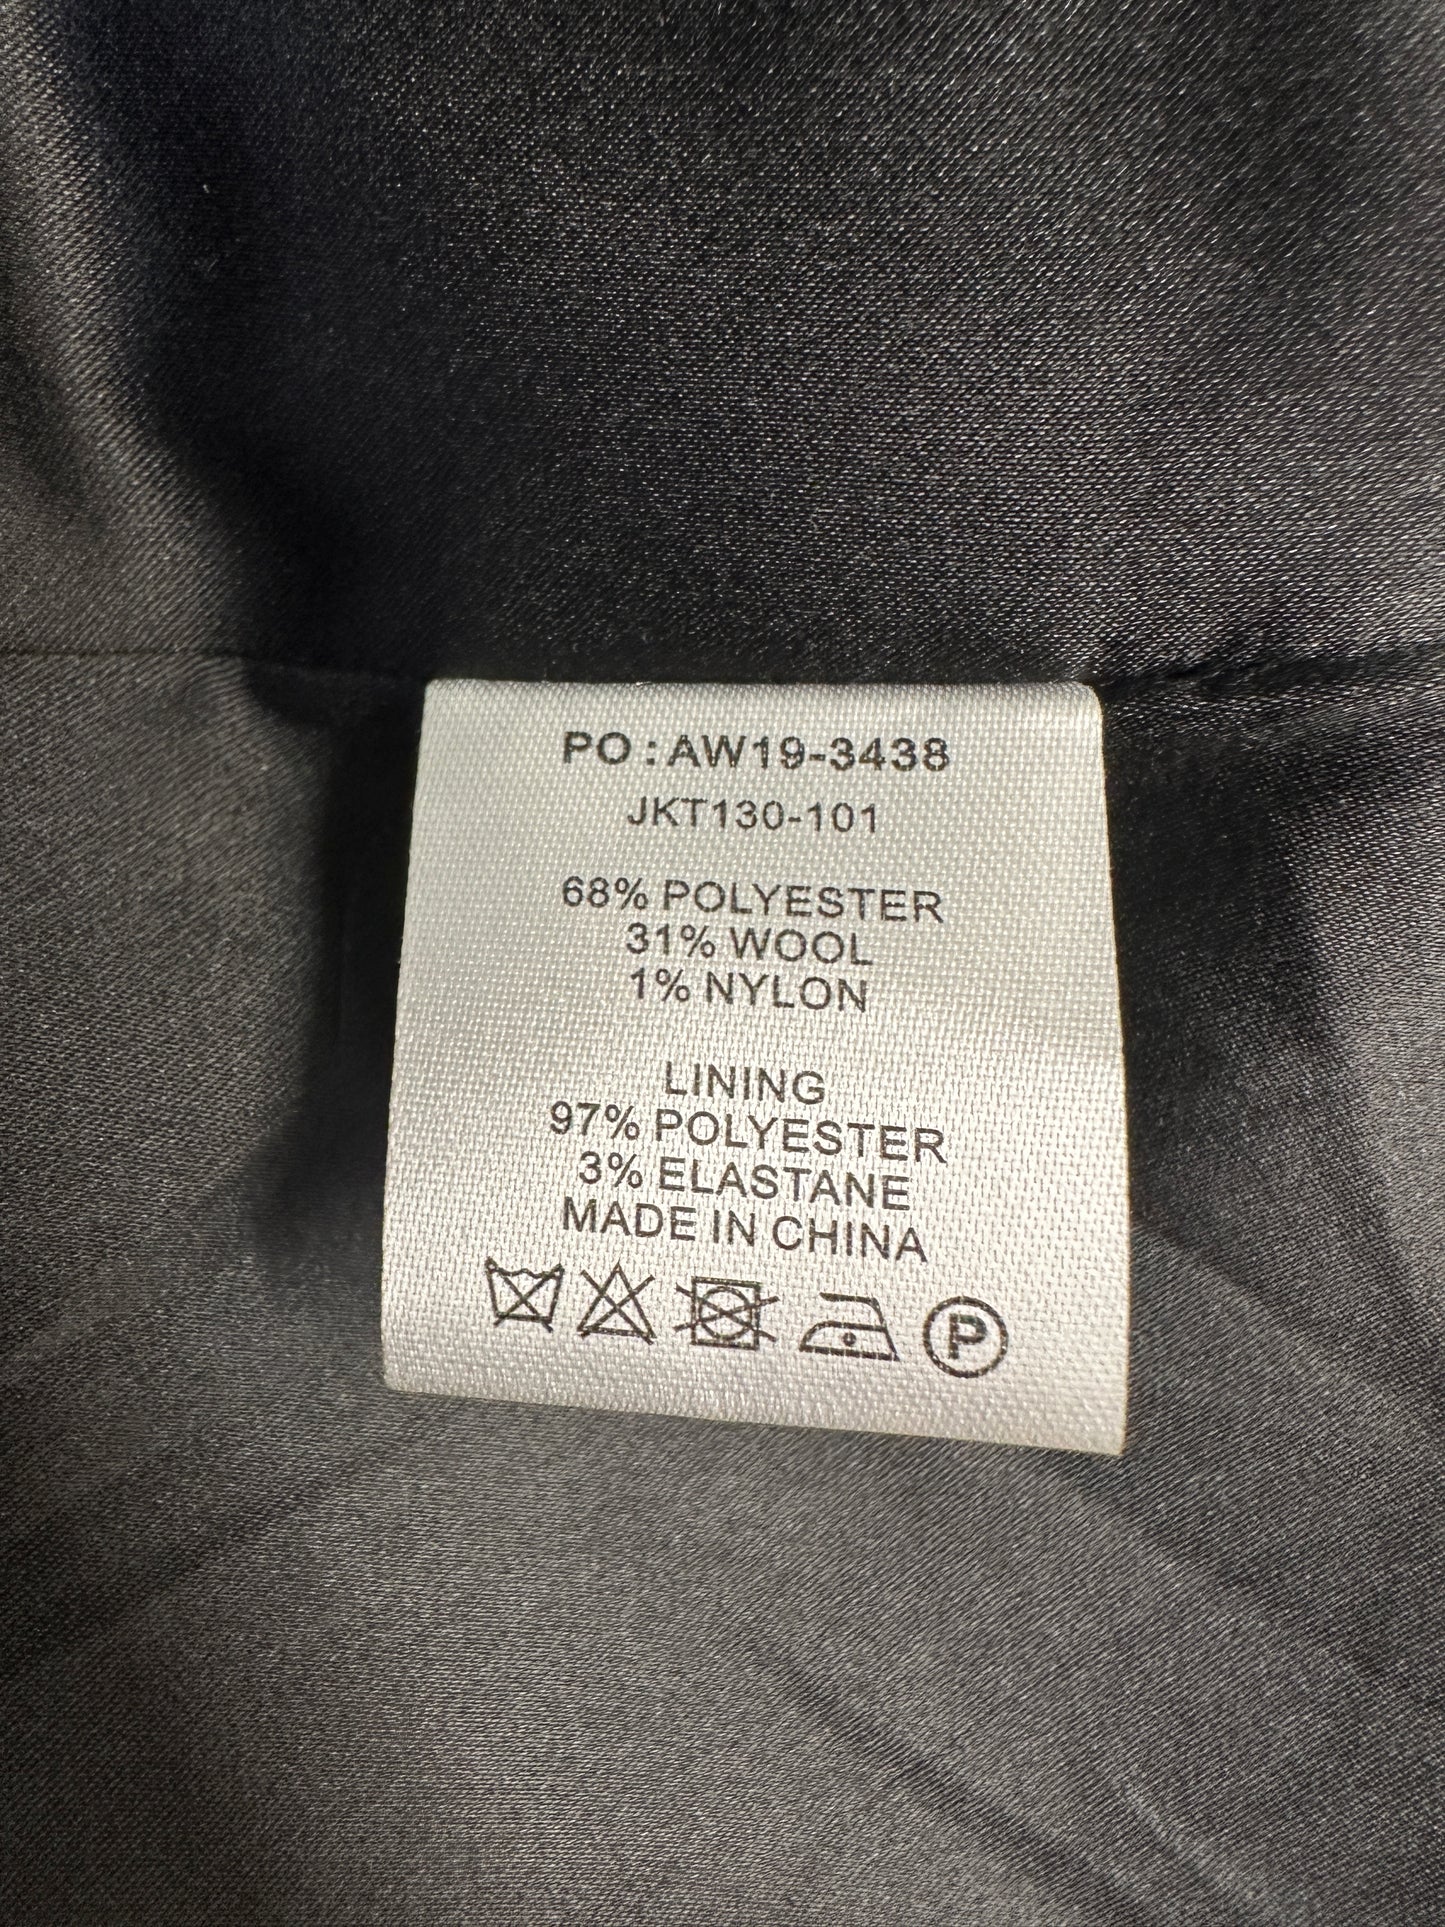 PO : AW19-3438
JKT130-101
68% POLYESTER
31% WOOL
1% NYLON
LINING
97% POLYESTER
3% ELASTANE
MADE IN CHINA
P